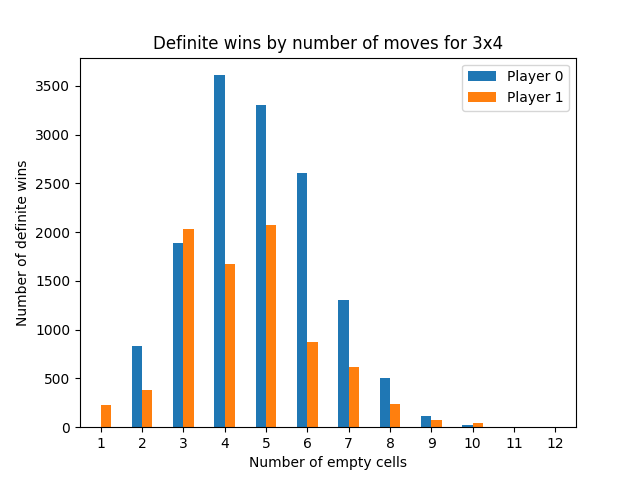 Definite wins by number of moves for 3x4
Player 0
Player 1
Number of definite wins
3500
3000
2500
2000
1500
1000
500
0
1 2 3 4 5 6 7 8 9 10 11 12
Number of empty cells